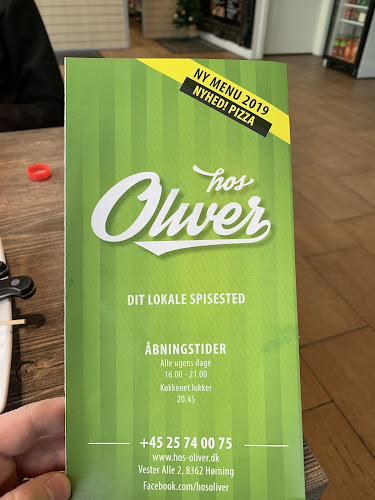 NY MENU 2019
NYHED! PIZZA
hos
Oliver
DIT LOKALE SPISESTED
ÅBNINGSTIDER
Alle ugens dage
16.00 - 21.00
Køkkenet lukker
20.45
+45 25 74 00 75
www.hos-oliver.dk
Vester Alle 2, 8362 Hørning
Facebook.com/hosoliver